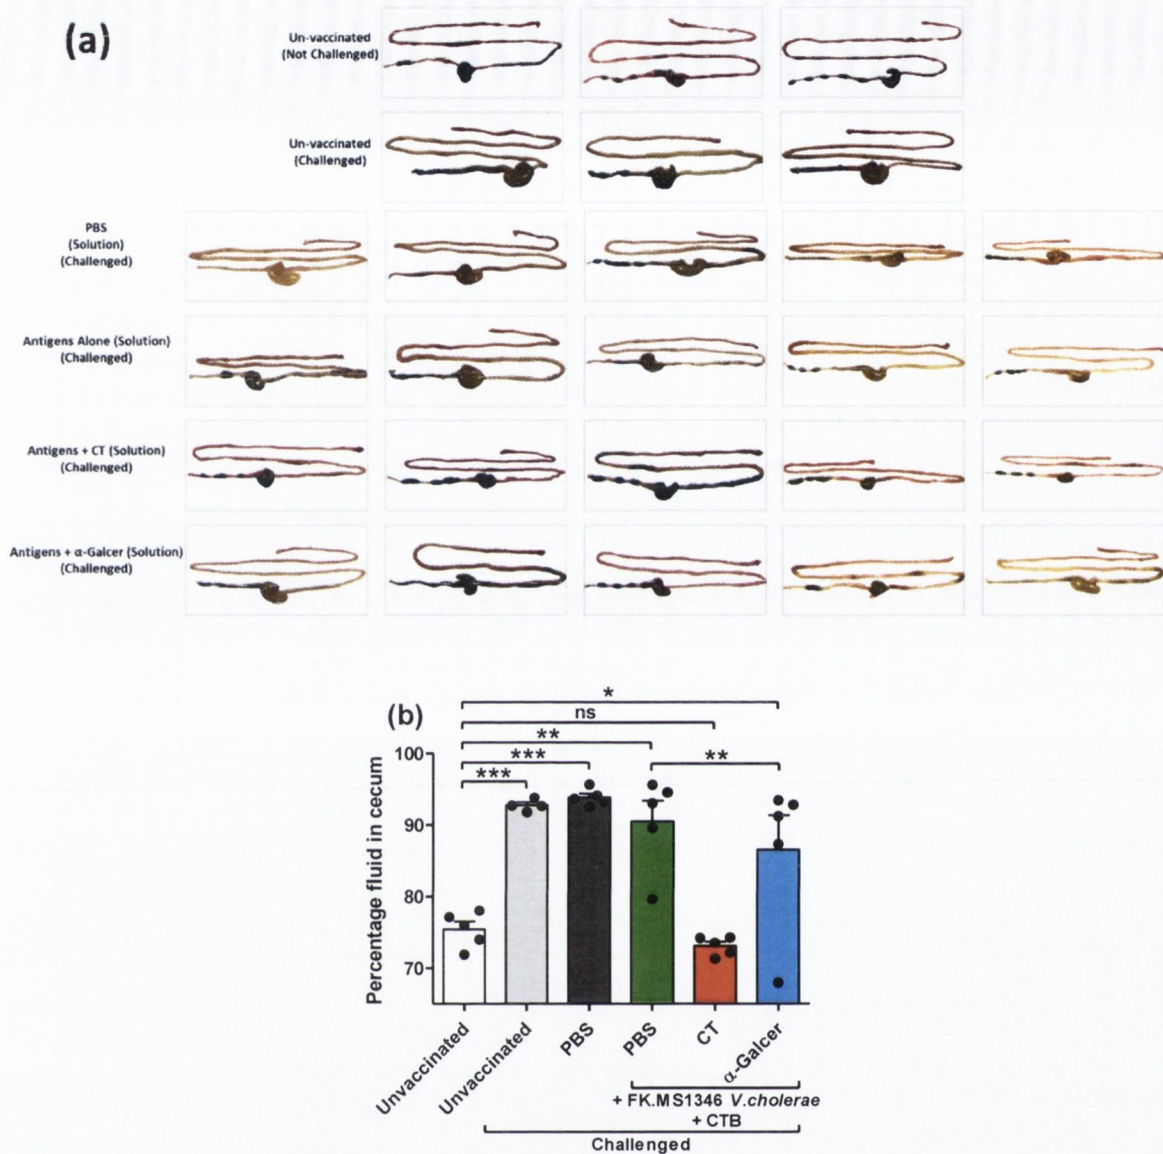 (a)
Un-vaccinated
(Not Challenged)
Un-vaccinated
(Challenged)
PBS
(Solution)
(Challenged)
Antigens Alone (Solution)
(Challenged)
Antigens + CT (Solution)
(Challenged)
Antigens + α-Galcer (Solution)
(Challenged)
(b)
*
ns
**
***
**
***
Percentage fluid in cecum
100
90
80
70
Unvaccinated
Unvaccinated
PBS
PBS
CT
α-Galcer
+ FK.MS1346 V.cholerae
+ CTB
Challenged